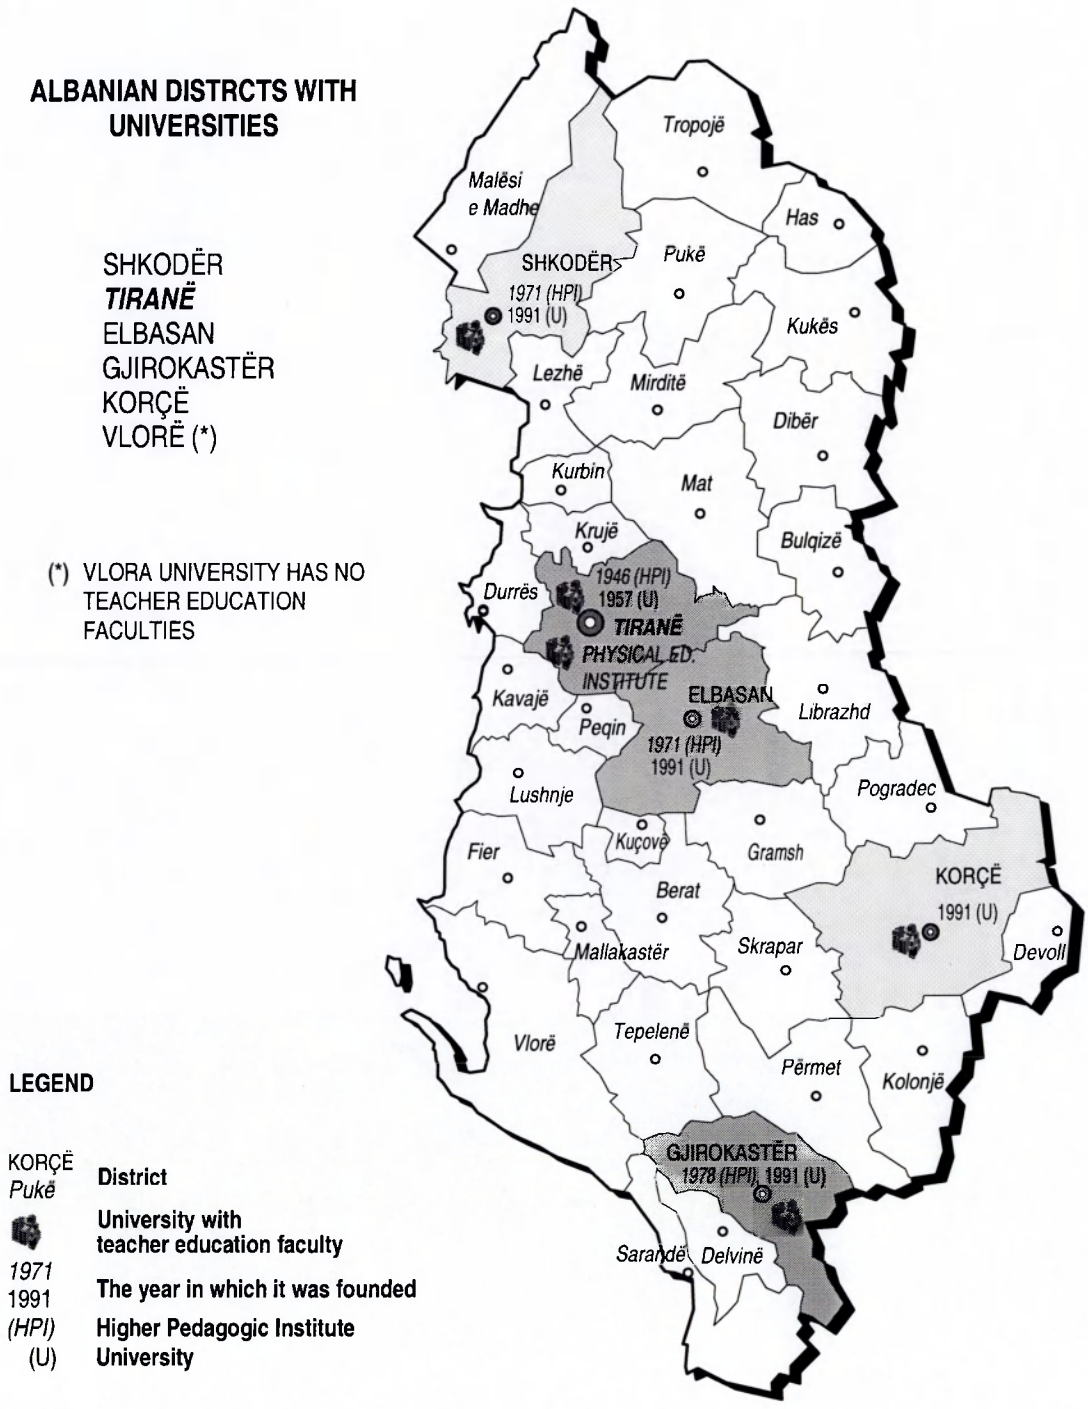 ALBANIAN DISTRCTS WITH
UNIVERSITIES
SHKODËR
TIRANË
ELBASAN
GJIROKASTËR
KORÇË
VLORË (*)
(*) VLORA UNIVERSITY HAS NO
TEACHER EDUCATION
FACULTIES
Tropojë
Malësi
e Madhe
Has
SHKODËR
1971 (HPI)
1991 (U)
Pukë
Kukës
Lezhë
Mirditë
Dibër
Kurbin
Mat
Krujë
Bulqizë
Durrës
1946 (HPI)
1957 (U)
TIRANË
PHYSICAL ED.
INSTITUTE
Kavajë
Peqin
ELBASAN
1971 (HPI)
1991 (U)
Librazhd
Lushnje
Pogradec
Fier
Kuçovë
Gramsh
KORÇË
1991 (U)
Berat
Mallakastër
Skrapar
Devoll
Vlorë
Tepelenë
Përmet
Kolonjë
GJIROKASTËR
1978 (HPI), 1991 (U)
Sarandë
Delvinë
LEGEND
KORÇË
Pukë
District
University with
teacher education faculty
1971
1991
The year in which it was founded
(HPI) Higher Pedagogic Institute
(U) University